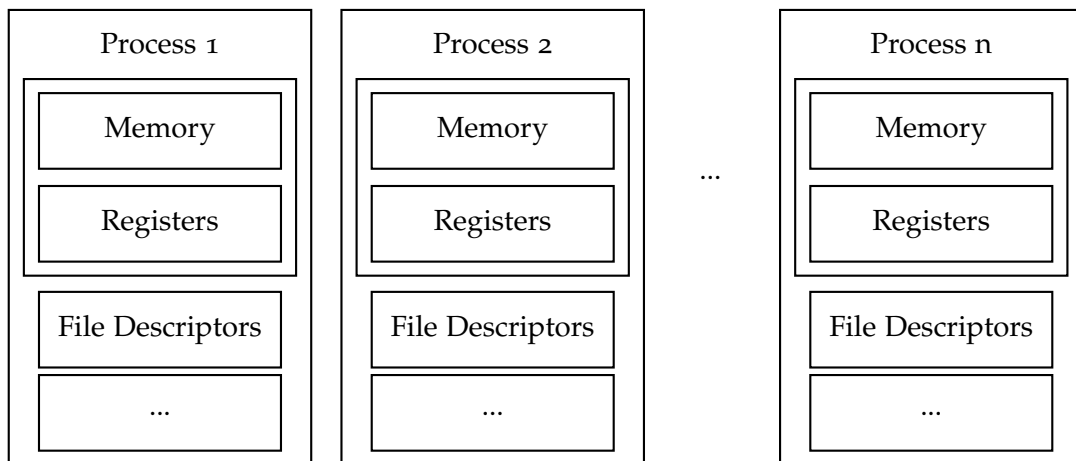 Process 1
Memory
Registers
File Descriptors
...
Process 2
Memory
Registers
File Descriptors
...
...
Process n
Memory
Registers
File Descriptors
...